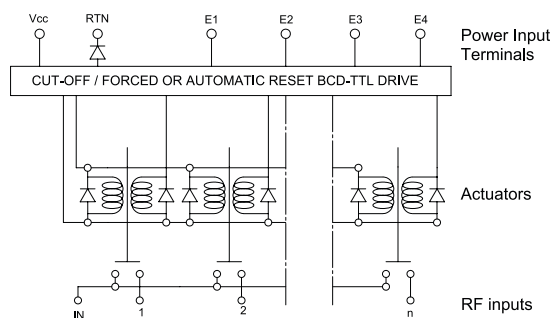 Vcc RTN E1 E2 E3 E4
Power Input
Terminals
CUT-OFF / FORCED OR AUTOMATIC RESET BCD-TTL DRIVE
Actuators
IN 1 2 n
RF inputs